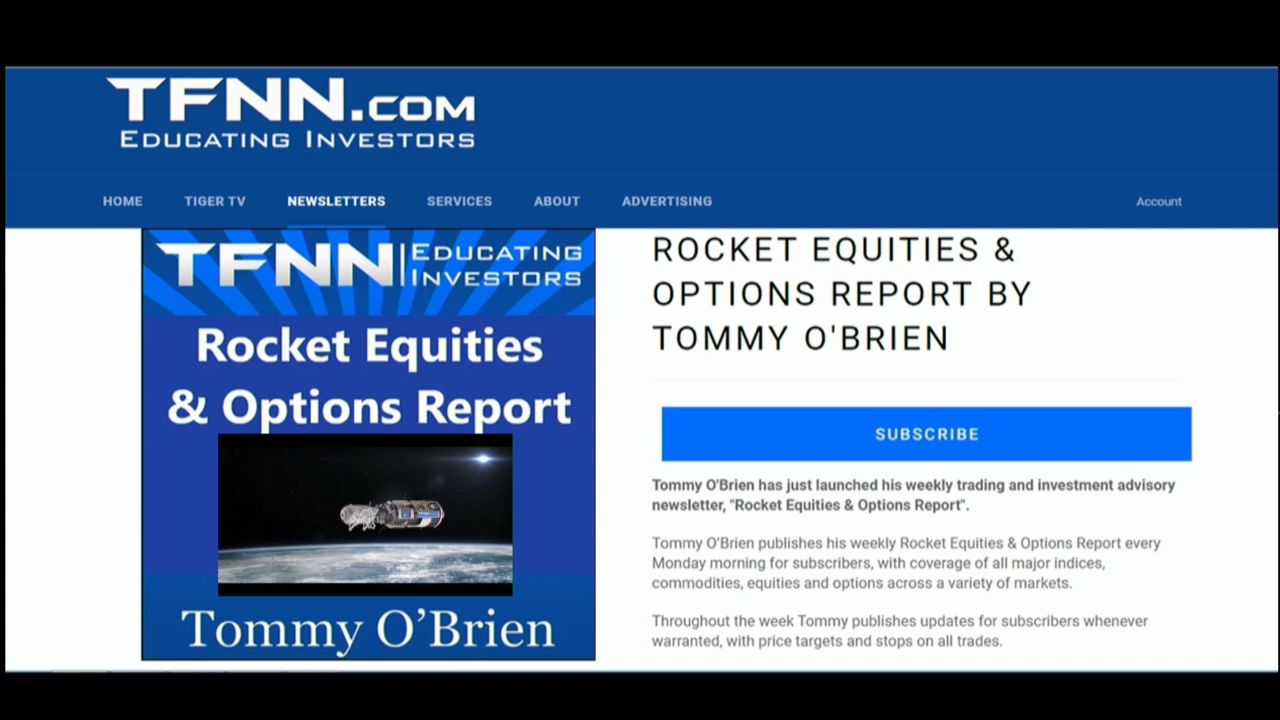 TFNN.COM
EDUCATING INVESTORS
HOME TIGER TV NEWSLETTERS SERVICES ABOUT ADVERTISING Account
TFNN EDUCATING
INVESTORS
Rocket Equities
& Options Report
Tommy O’Brien
ROCKET EQUITIES &
OPTIONS REPORT BY
TOMMY O'BRIEN
SUBSCRIBE
Tommy O'Brien has just launched his weekly trading and investment advisory
newsletter, "Rocket Equities & Options Report".
Tommy O'Brien publishes his weekly Rocket Equities & Options Report every
Monday morning for subscribers, with coverage of all major indices,
commodities, equities and options across a variety of markets.
Throughout the week Tommy publishes updates for subscribers whenever
warranted, with price targets and stops on all trades.